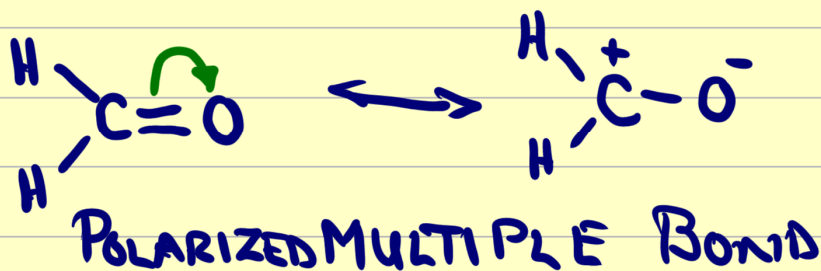 H H
C = O C + - O -
H H
POLARIZED MULTIPLE BOND